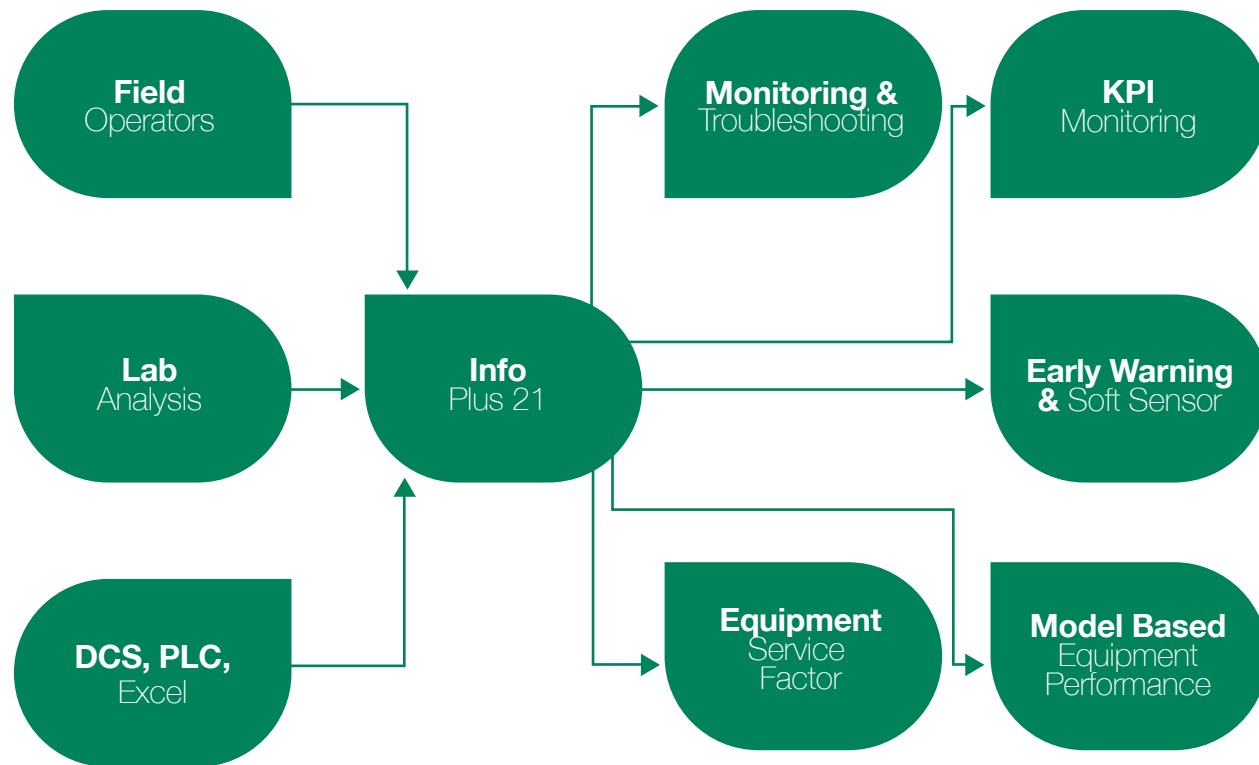 Field
Operators
Monitoring &
Troubleshooting
KPI
Monitoring
Lab
Analysis
Info
Plus 21
Early Warning
& Soft Sensor
DCS, PLC,
Excel
Equipment
Service
Factor
Model Based
Equipment
Performance